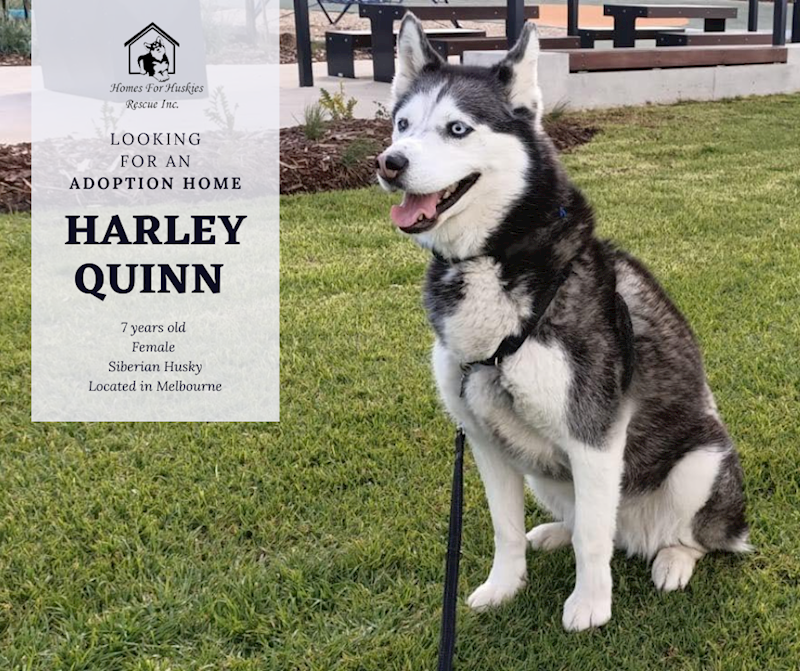 Homes For Huskies
Rescue Inc.
LOOKING
FOR AN
ADOPTION HOME
HARLEY
QUINN
7 years old
Female
Siberian Husky
Located in Melbourne